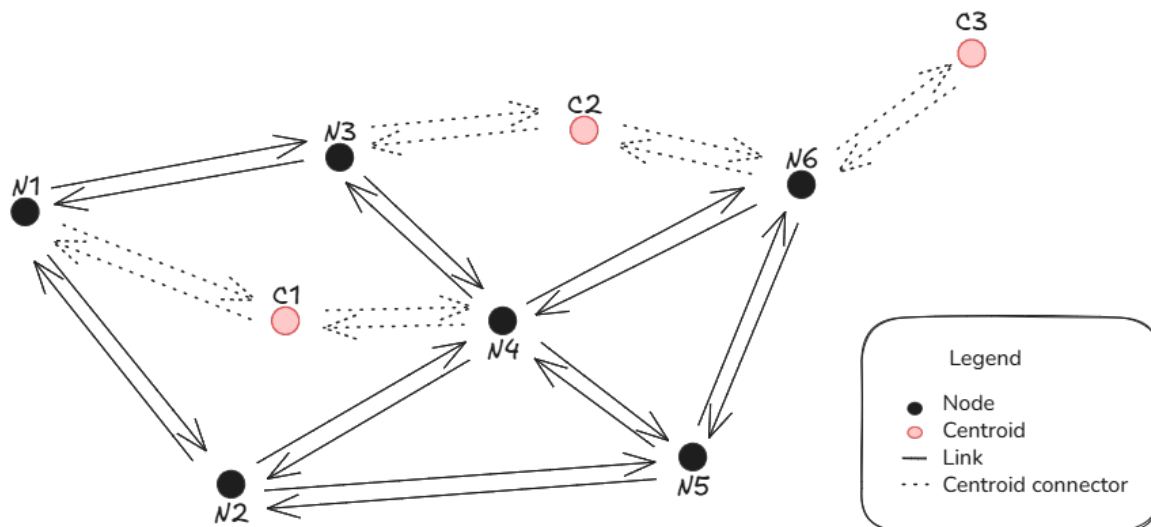 C3
C2
N3
N6
N1
C1
N4
N5
N2
Legend
Node
Centroid
Link
Centroid connector